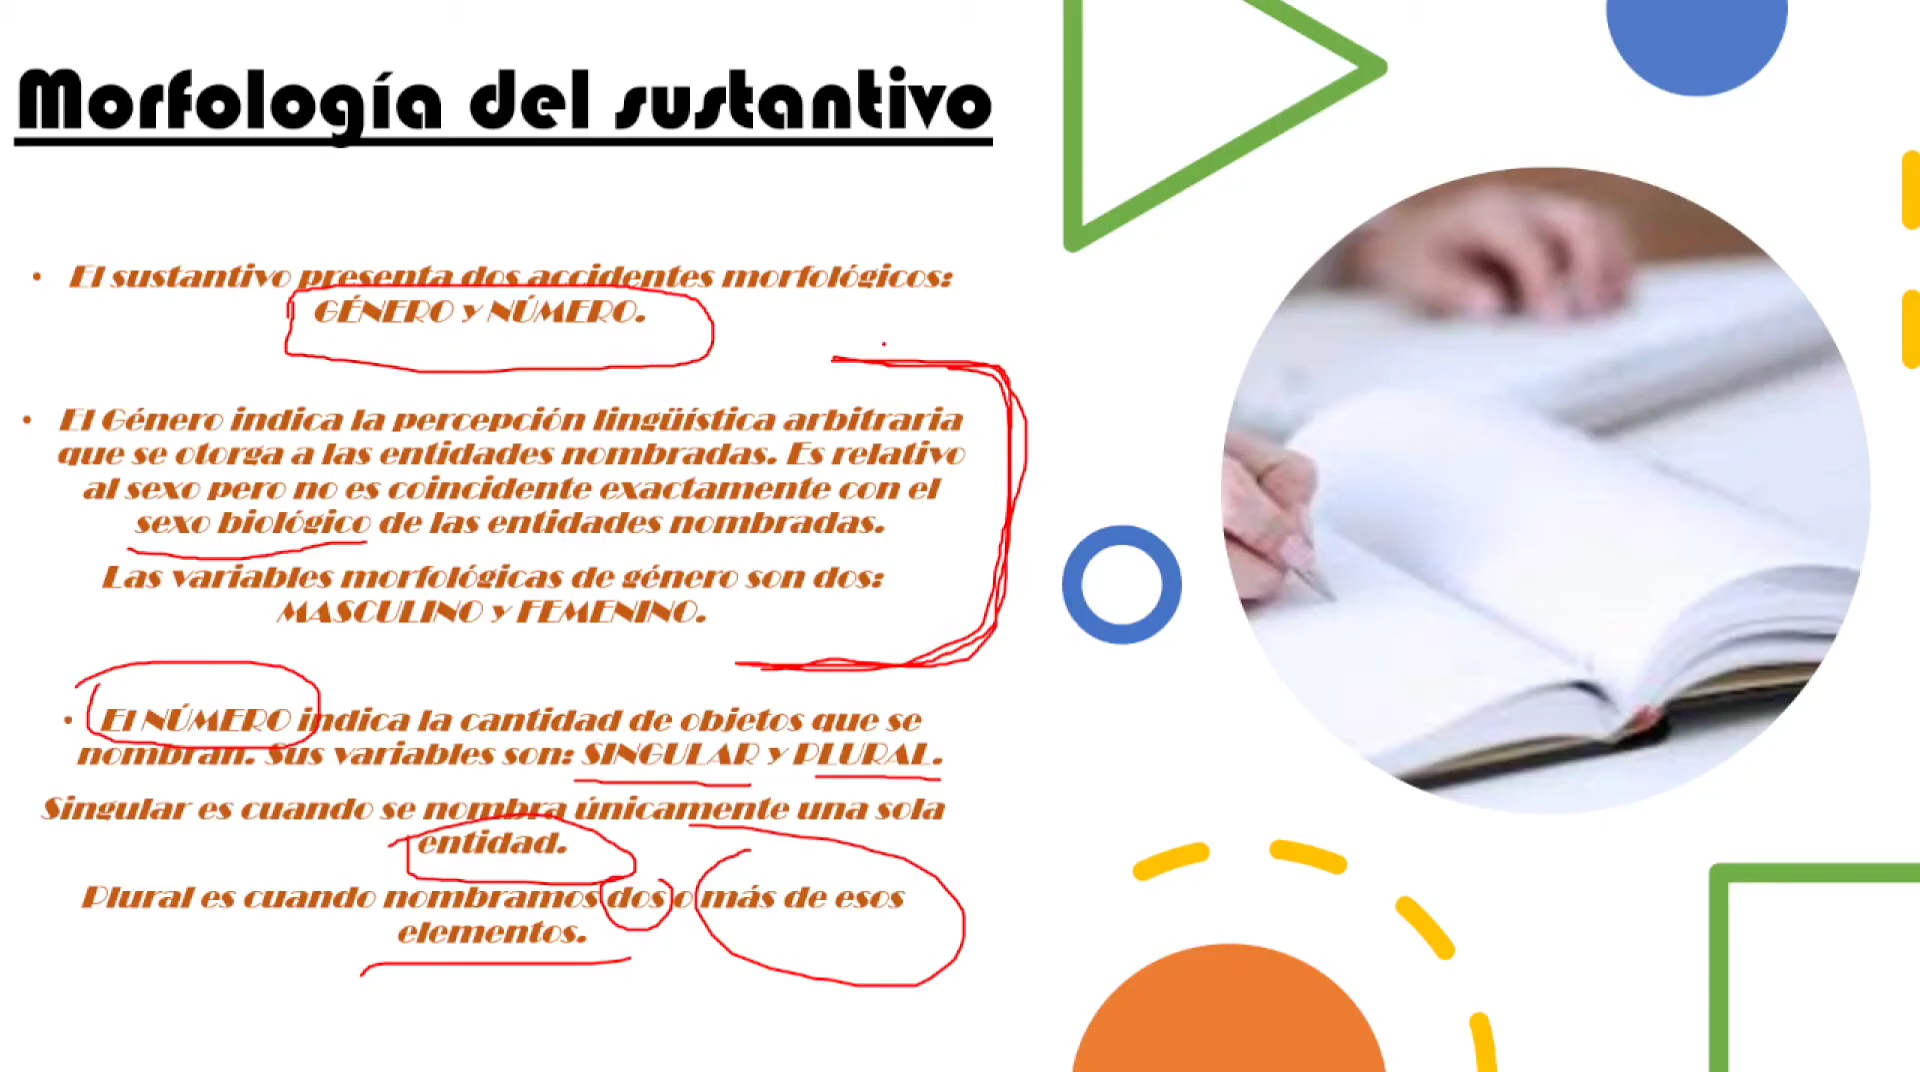 Morfología del sustantivo
• El sustantivo presenta dos accidentes morfológicos:
GÉNERO y NÚMERO.
• El Género indica la percepción lingüística arbitraria
que se otorga a las entidades nombradas. Es relativo
al sexo pero no es coincidente exactamente con el
sexo biológico de las entidades nombradas.
Las variables morfológicas de género son dos:
MASCULINO y FEMENINO.
• El NÚMERO indica la cantidad de objetos que se
nombran. Sus variables son: SINGULAR y PLURAL.
Singular es cuando se nombra únicamente una sola
entidad.
Plural es cuando nombramos dos o más de esos
elementos.